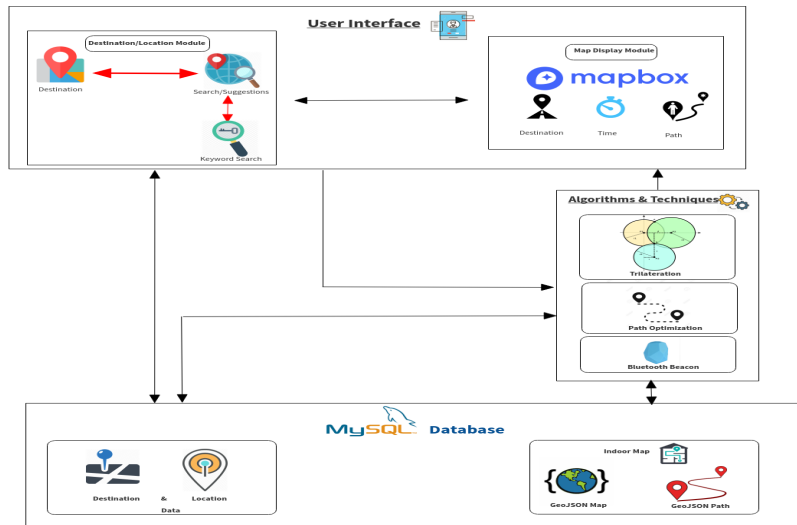 User Interface
Destination/Location Module
Destination
Search/Suggestions
Keyword Search
Map Display Module
mapbox
Destination
Time
Path
Algorithms & Techniques
Trilateration
Path Optimization
Bluetooth Beacon
MySQL Database
Destination & Location
Data
Indoor Map
{ }
GeoJSON Map
GeoJSON Path